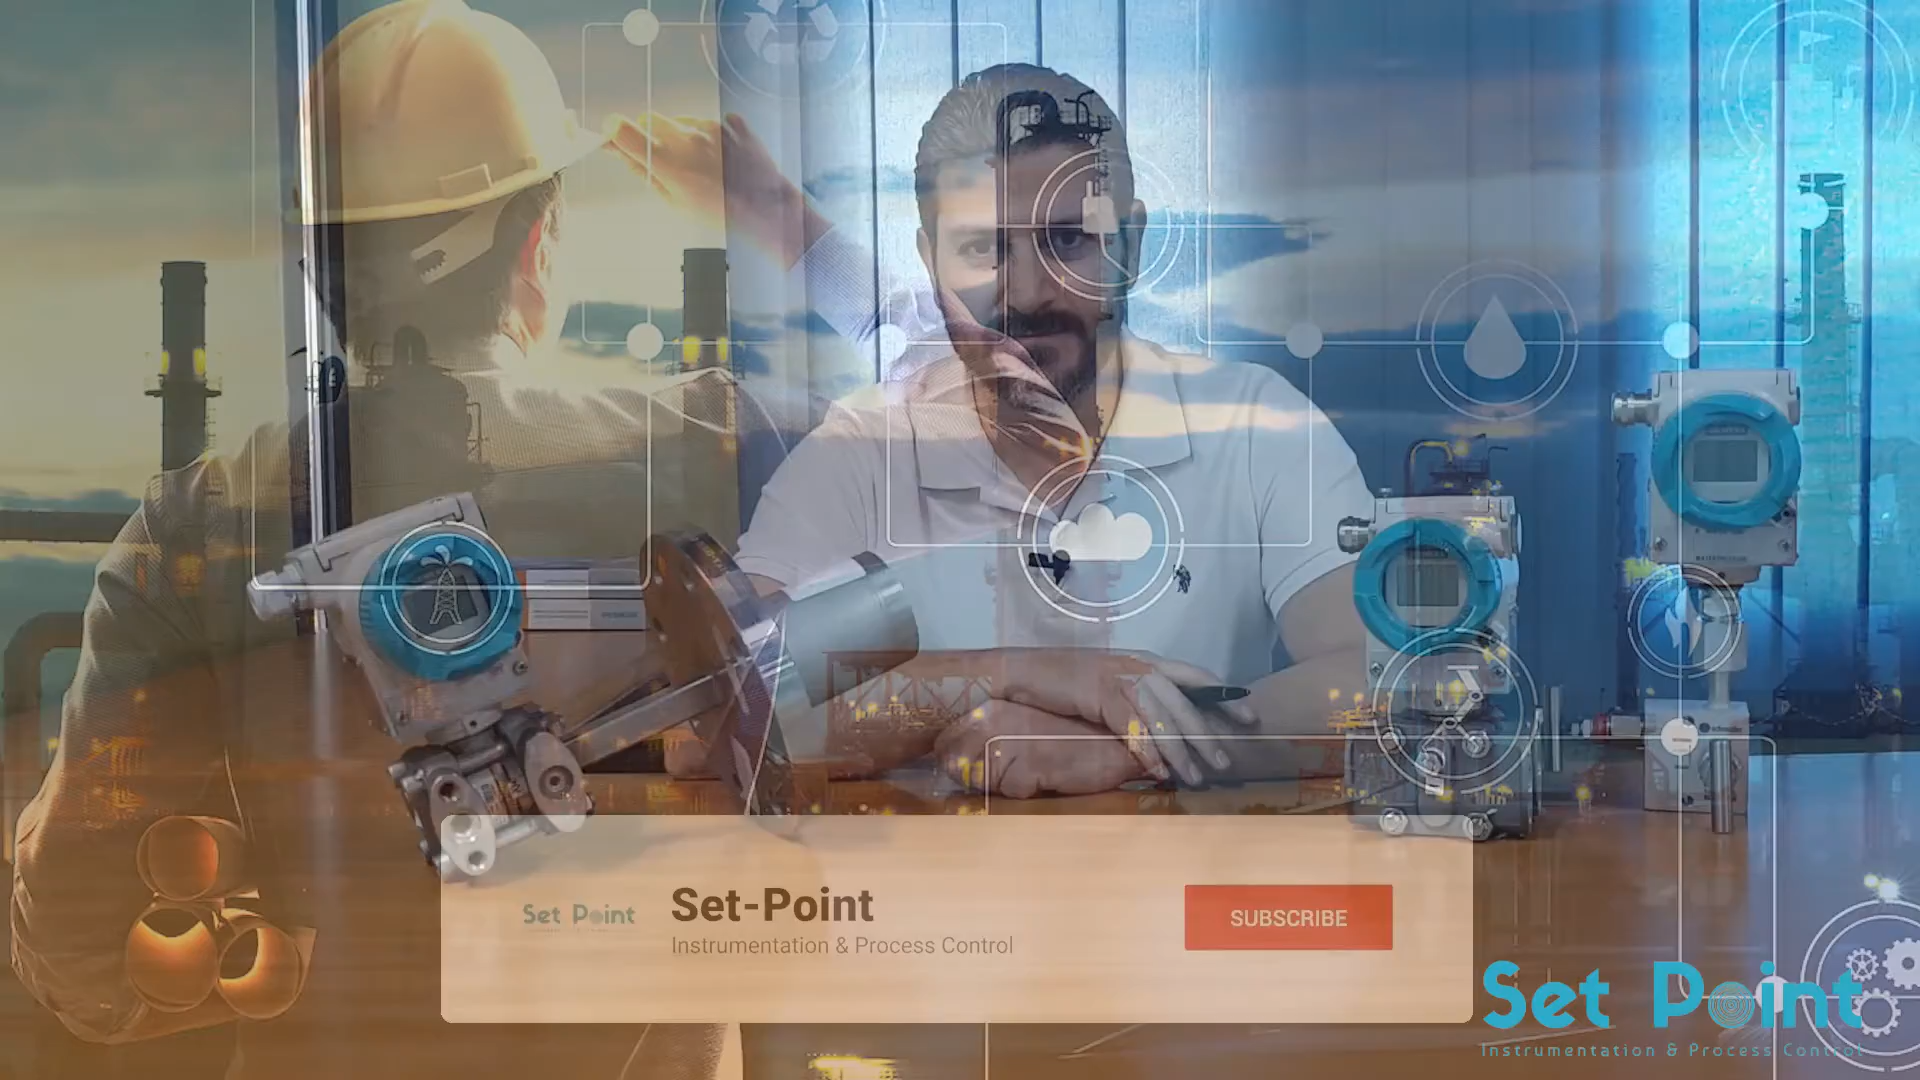 Set Point
Set-Point
Instrumentation & Process Control
SUBSCRIBE
Set Point
Instrumentation & Process Control